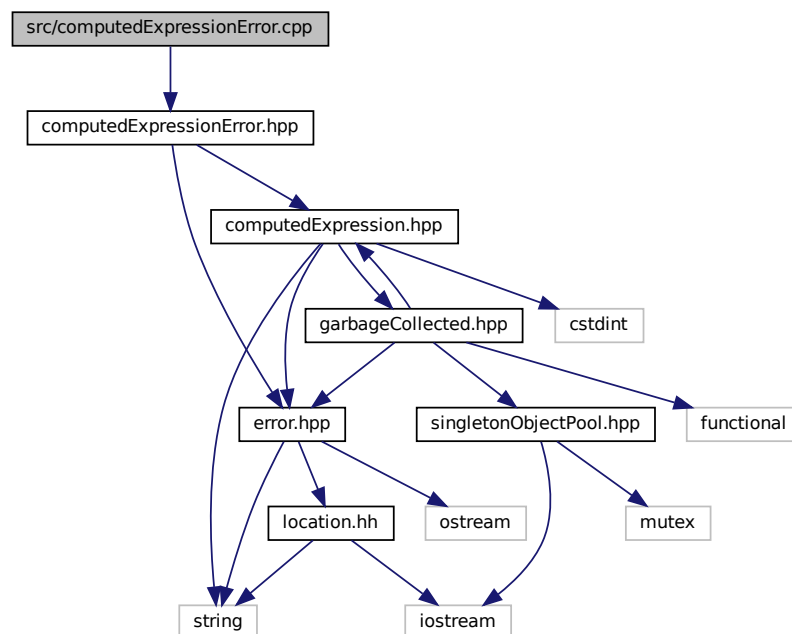 src/computedExpressionError.cpp
computedExpressionError.hpp
computedExpression.hpp
garbageCollected.hpp
cstdint
error.hpp
singletonObjectPool.hpp
functional
location.hh
ostream
mutex
string
iostream